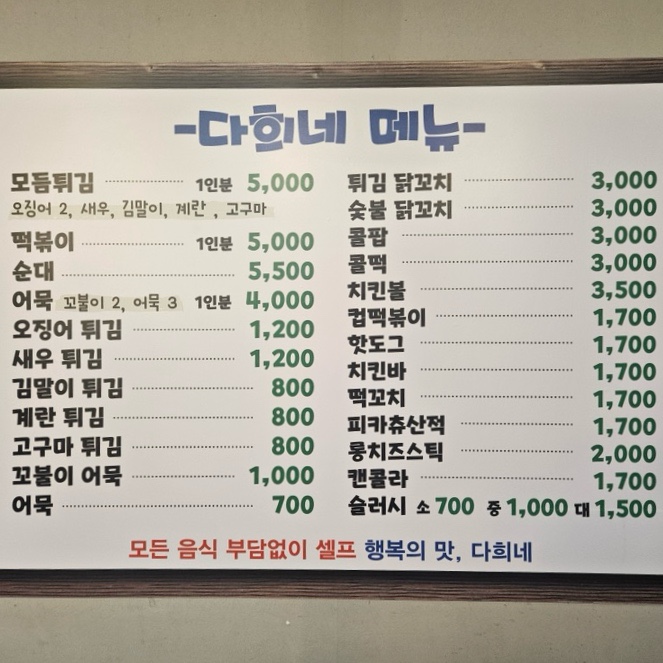 -다희네 메뉴-
모듬튀김 1인분 5,000
오징어 2, 새우, 김말이, 계란 , 고구마
떡볶이 1인분 5,000
순대 5,500
어묵 꼬불이 2, 어묵 3 1인분 4,000
오징어 튀김 1,200
새우 튀김 1,200
김말이 튀김 800
계란 튀김 800
고구마 튀김 800
꼬불이 어묵 1,000
어묵 700
튀김 닭꼬치 3,000
숯불 닭꼬치 3,000
콜팝 3,000
콜떡 3,000
치킨볼 3,500
컵떡볶이 1,700
핫도그 1,700
치킨바 1,700
떡꼬치 1,700
피카츄산적 1,700
롱치즈스틱 2,000
캔콜라 1,700
슬러시 소 700 중 1,000 대 1,500
모든 음식 부담없이 셀프 행복의 맛, 다희네